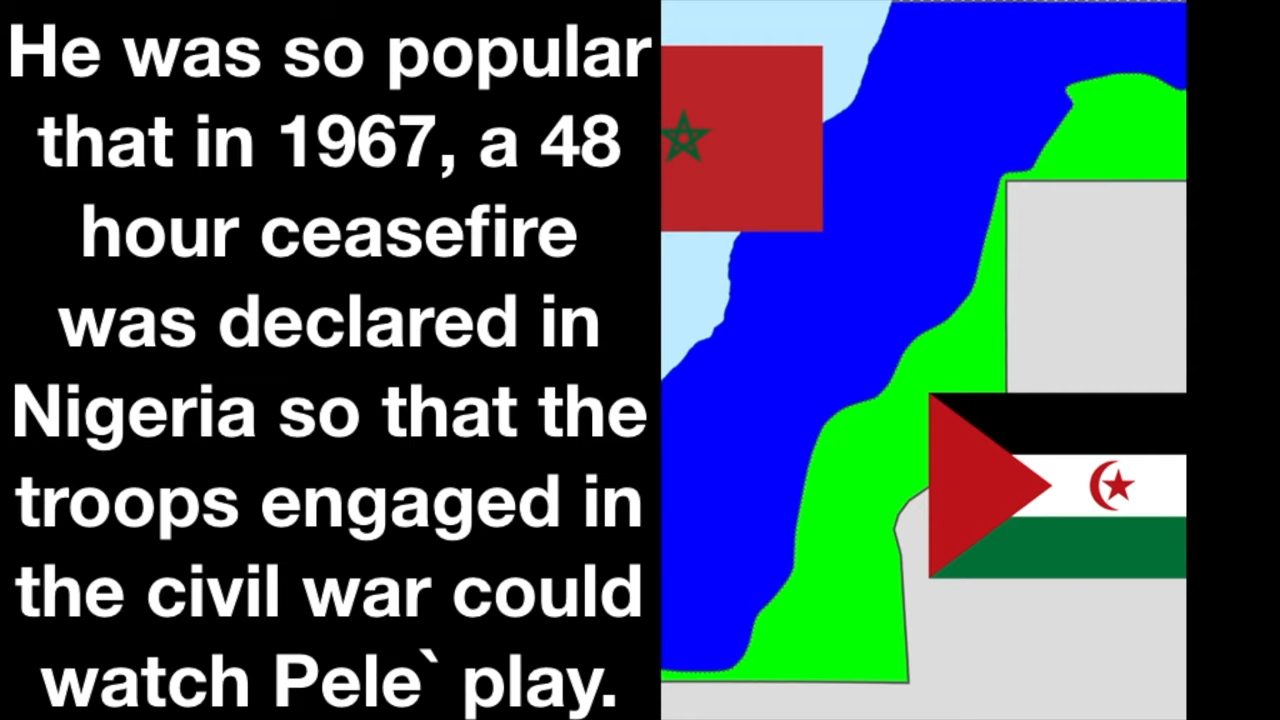 He was so popular
that in 1967, a 48
hour ceasefire
was declared in
Nigeria so that the
troops engaged in
the civil war could
watch Pele` play.